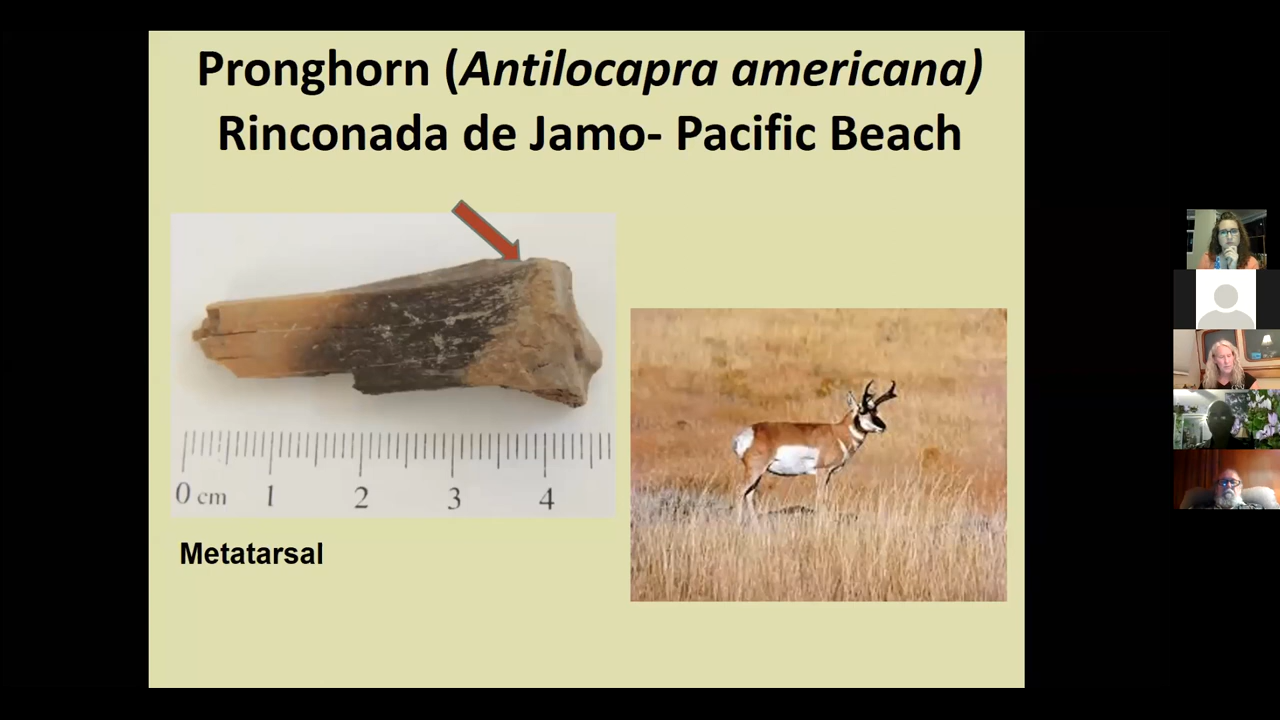 Pronghorn (Antilocapra americana)
Rinconada de Jamo- Pacific Beach
0 cm 1 2 3 4
Metatarsal